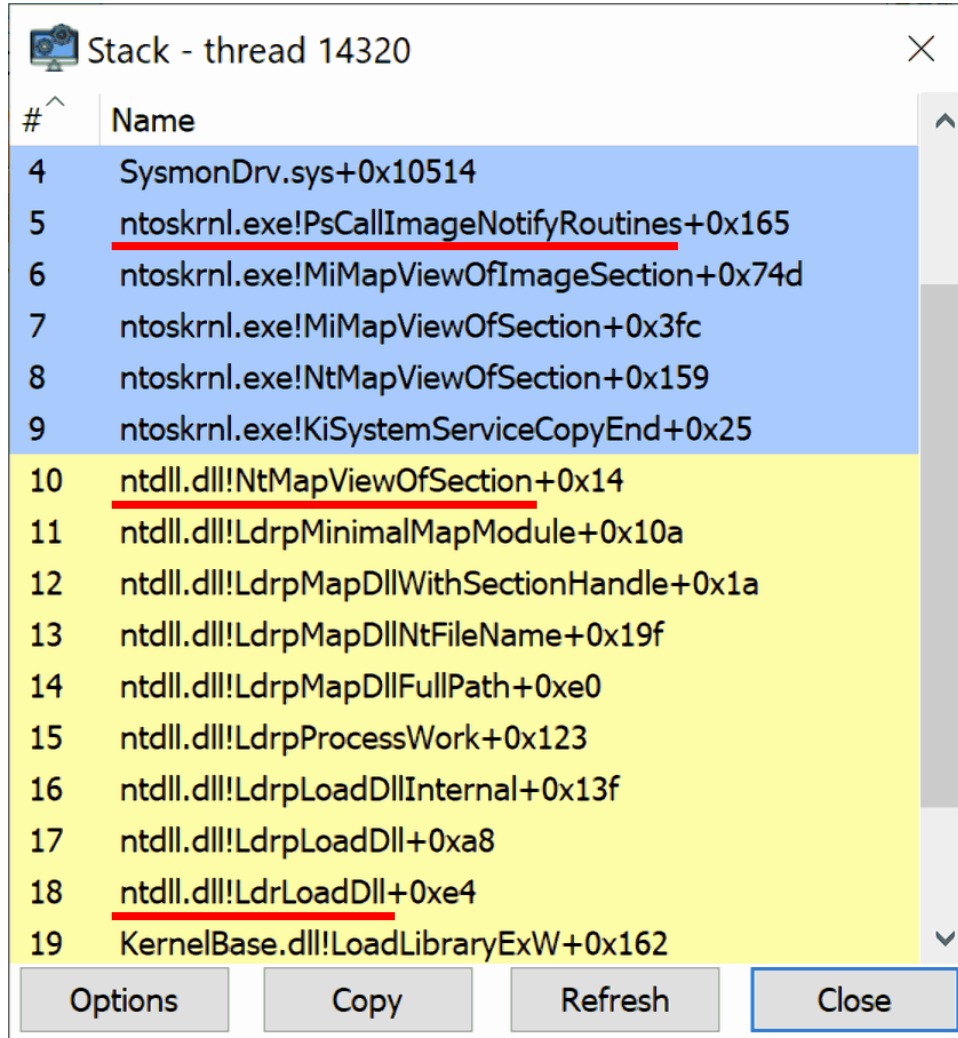 Stack - thread 14320
# Name
4 SysmonDrv.sys+0x10514
5 ntoskrnl.exe!PsCallImageNotifyRoutines+0x165
6 ntoskrnl.exe!MiMapViewOfImageSection+0x74d
7 ntoskrnl.exe!MiMapViewOfSection+0x3fc
8 ntoskrnl.exe!NtMapViewOfSection+0x159
9 ntoskrnl.exe!KiSystemServiceCopyEnd+0x25
10 ntdll.dll!NtMapViewOfSection+0x14
11 ntdll.dll!LdrpMinimalMapModule+0x10a
12 ntdll.dll!LdrpMapDllWithSectionHandle+0x1a
13 ntdll.dll!LdrpMapDllNtFileName+0x19f
14 ntdll.dll!LdrpMapDllFullPath+0xe0
15 ntdll.dll!LdrpProcessWork+0x123
16 ntdll.dll!LdrpLoadDllInternal+0x13f
17 ntdll.dll!LdrpLoadDll+0xa8
18 ntdll.dll!LdrLoadDll+0xe4
19 KernelBase.dll!LoadLibraryExW+0x162
Options Copy Refresh Close